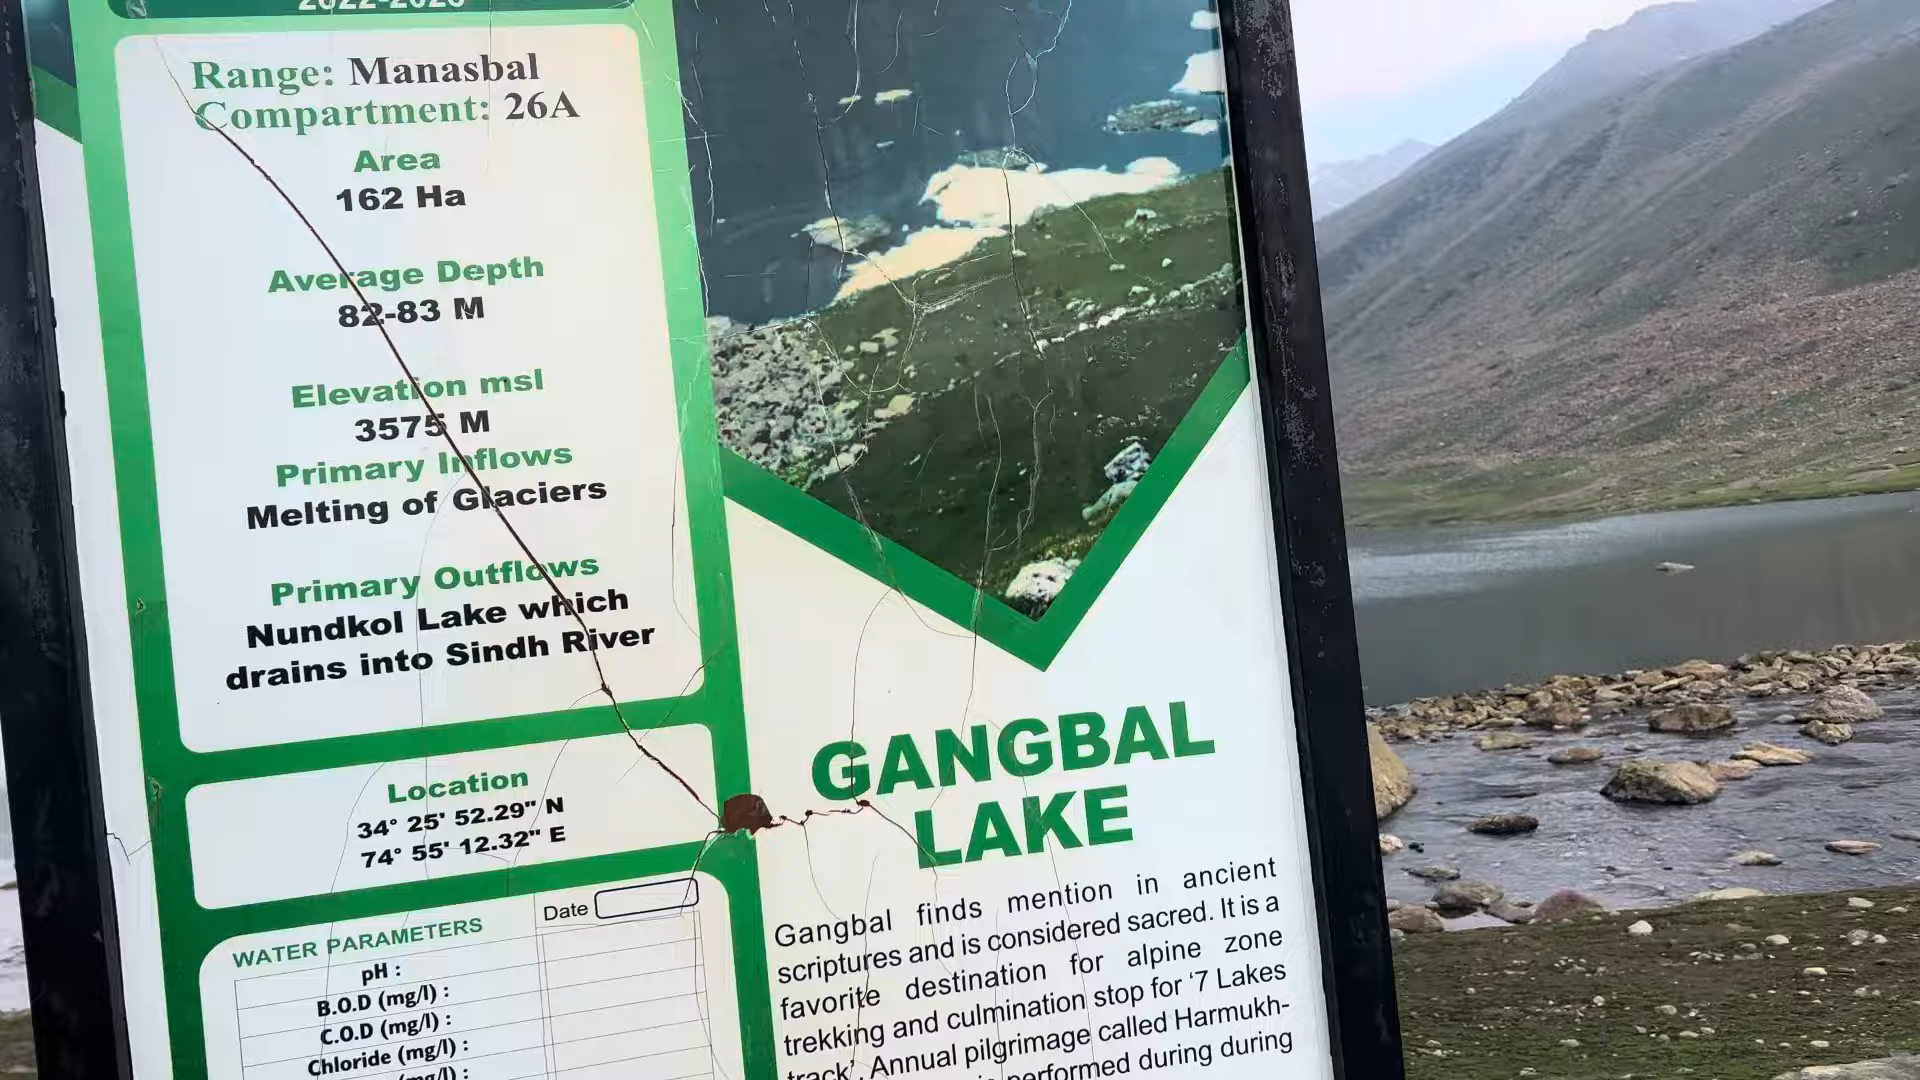 2022-2023
Range: Manasbal
Compartment: 26A
Area
162 Ha
Average Depth
82-83 M
Elevation msl
3575 M
Primary Inflows
Melting of Glaciers
Primary Outflows
Nundkol Lake which
drains into Sindh River
Location
34° 25' 52.29" N
74° 55' 12.32" E
WATER PARAMETERS
Date
pH :
B.O.D (mg/l) :
C.O.D (mg/l) :
Chloride (mg/l) :
(mg/l) :
GANGBAL
LAKE
Gangbal finds mention in ancient
scriptures and is considered sacred. It is a
favorite destination for alpine zone
trekking and culmination stop for ‘7 Lakes
track’. Annual pilgrimage called Harmukh-
is performed during during